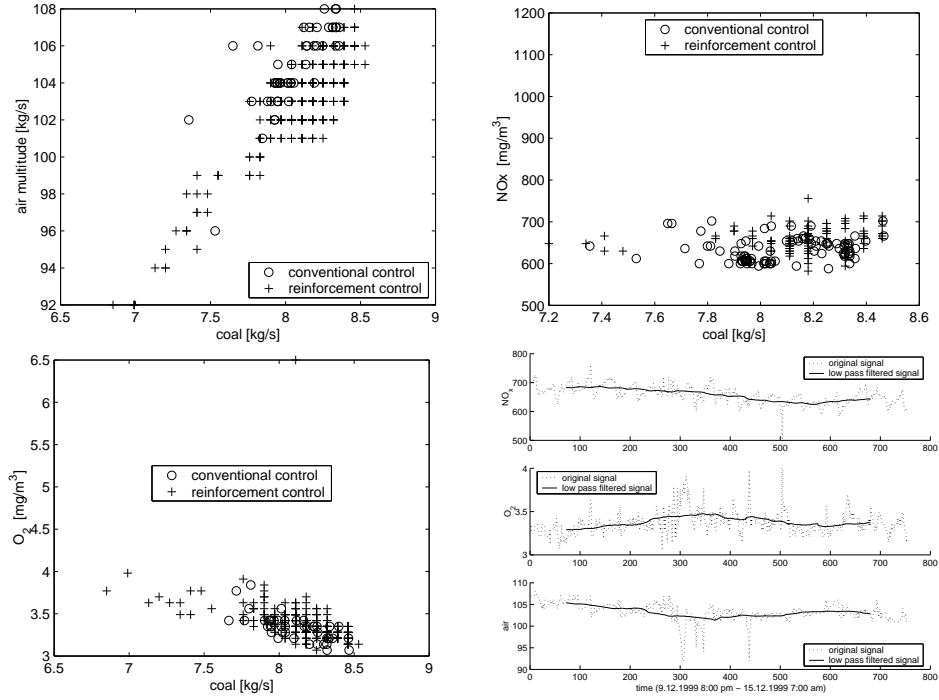 108
106
104
102
100
98
96
94
92
air multitude [kg/s]
conventional control
reinforcement control
6.5 7 7.5 8 8.5 9
coal [kg/s]
1200
1100
1000
900
800
700
600
500
NOx [mg/m3]
conventional control
reinforcement control
7.2 7.4 7.6 7.8 8 8.2 8.4 8.6
coal [kg/s]
6.5
6
5.5
5
4.5
4
3.5
3
O2 [mg/m3]
conventional control
reinforcement control
6.5 7 7.5 8 8.5 9
coal [kg/s]
800
700
600
500
NOx
original signal
low pass filtered signal
0 100 200 300 400 500 600 700 800
4
3.5
3
O2
original signal
low pass filtered signal
0 100 200 300 400 500 600 700 800
110
105
100
95
90
air
original signal
low pass filtered signal
0 100 200 300 400 500 600 700 800
time (9.12.1999 8:00 pm − 15.12.1999 7:00 am)